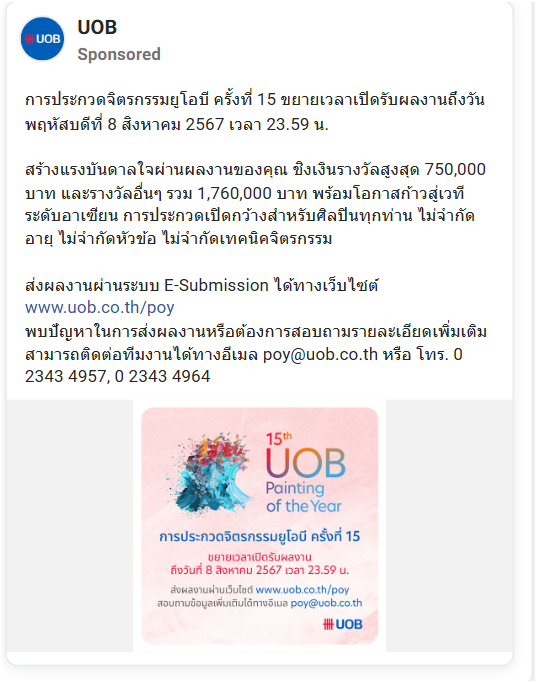 UOB
UOB
Sponsored
การประกวดจิตรกรรมยูโอบี ครั้งที่ 15 ขยายเวลาเปิดรับผลงานถึงวัน
พฤหัสบดีที่ 8 สิงหาคม 2567 เวลา 23.59 น.
สร้างแรงบันดาลใจผ่านผลงานของคุณ ชิงเงินรางวัลสูงสุด 750,000
บาท และรางวัลอื่นๆ รวม 1,760,000 บาท พร้อมโอกาสก้าวสู่เวที
ระดับอาเซียน การประกวดเปิดกว้างสำหรับศิลปินทุกท่าน ไม่จำกัด
อายุ ไม่จำกัดหัวข้อ ไม่จำกัดเทคนิคจิตรกรรม
ส่งผลงานผ่านระบบ E-Submission ได้ทางเว็บไซต์
www.uob.co.th/poy
พบปัญหาในการส่งผลงานหรือต้องการสอบถามรายละเอียดเพิ่มเติม
สามารถติดต่อทีมงานได้ทางอีเมล poy@uob.co.th หรือ โทร. 0
2343 4957, 0 2343 4964
15th
UOB
Painting
of the Year
การประกวดจิตรกรรมยูโอบี ครั้งที่ 15
ขยายเวลาเปิดรับผลงาน
ถึงวันที่ 8 สิงหาคม 2567 เวลา 23.59 น.
ส่งผลงานผ่านเว็บไซต์ www.uob.co.th/poy
สอบถามข้อมูลเพิ่มเติมได้ทางอีเมล poy@uob.co.th
UOB